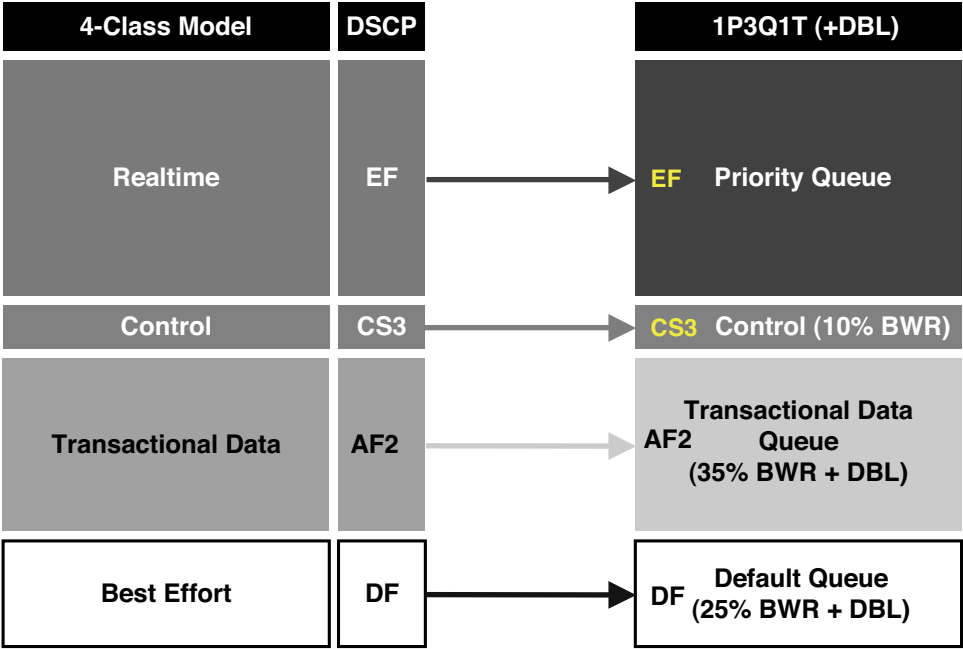 4-Class Model DSCP 1P3Q1T (+DBL)
Realtime EF EF Priority Queue
Control CS3 CS3 Control (10% BWR)
Transactional Data AF2 AF2 Transactional Data
Queue
(35% BWR + DBL)
Best Effort DF DF Default Queue
(25% BWR + DBL)